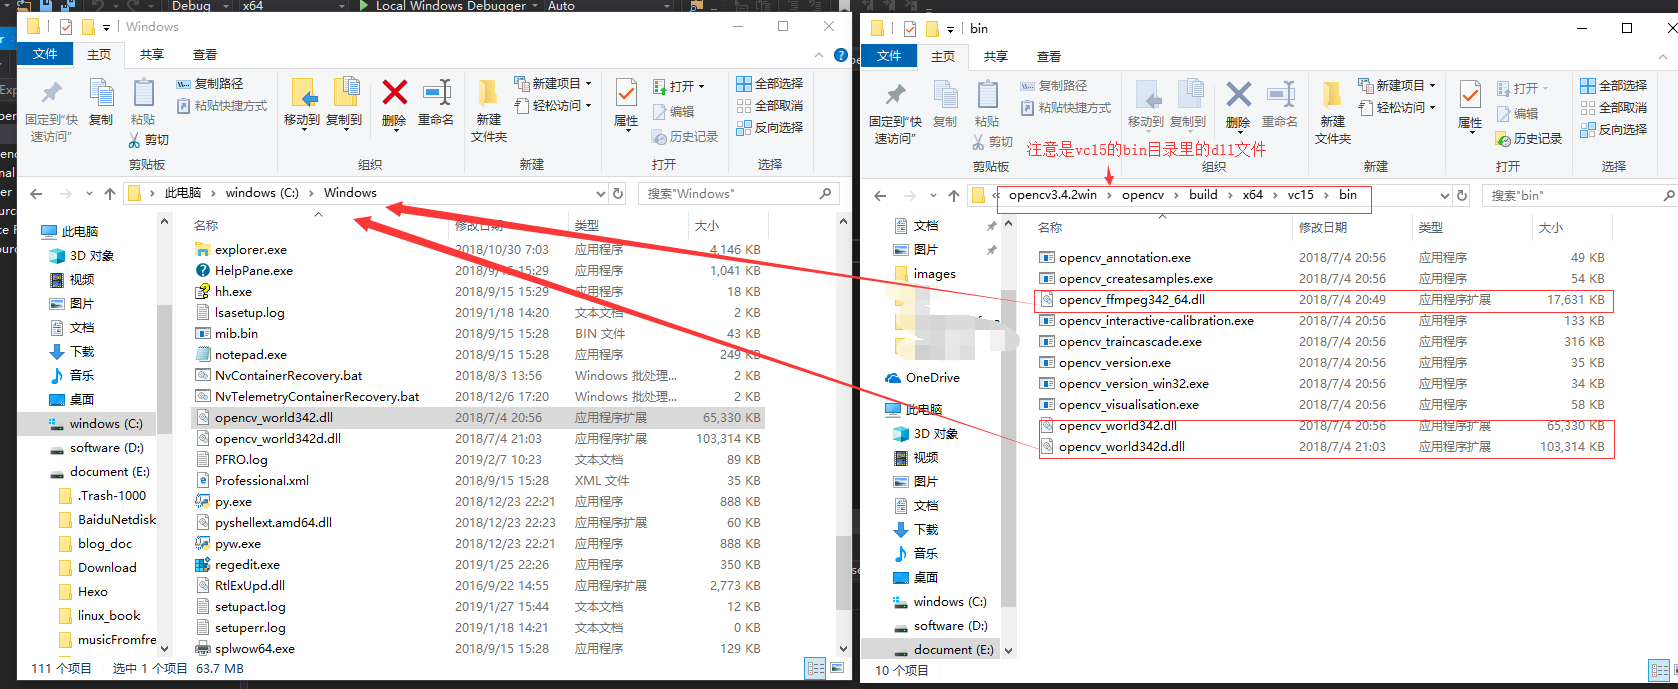 Debug
x64
Local Windows Debugger
Auto
Windows
文件
主页
共享
查看
固定到“快
速访问”
复制
粘贴
复制路径
粘贴快捷方式
剪切
剪贴板
移动到
复制到
删除
重命名
组织
新建
文件夹
新建项目
轻松访问
新建
属性
打开
编辑
历史记录
打开
全部选择
全部取消
反向选择
选择
此电脑 › windows (C:) › Windows
搜索"Windows"
此电脑
3D 对象
视频
图片
文档
下载
音乐
桌面
windows (C:)
software (D:)
document (E:)
.Trash-1000
BaiduNetdisk
blog_doc
Download
Hexo
linux_book
musicFromfre
名称 修改日期 类型 大小
explorer.exe 2018/10/30 7:03 应用程序 4,146 KB
HelpPane.exe 2018/9/15 15:29 应用程序 1,041 KB
hh.exe 2018/9/15 15:29 应用程序 18 KB
lsasetup.log 2019/1/18 14:20 文本文档 2 KB
mib.bin 2018/9/15 15:28 BIN 文件 43 KB
notepad.exe 2018/9/15 15:28 应用程序 249 KB
NvContainerRecovery.bat 2018/8/3 13:56 Windows 批处理... 2 KB
NvTelemetryContainerRecovery.bat 2018/12/6 17:20 Windows 批处理... 2 KB
opencv_world342.dll 2018/7/4 20:56 应用程序扩展 65,330 KB
opencv_world342d.dll 2018/7/4 21:03 应用程序扩展 103,314 KB
PFRO.log 2019/2/7 10:23 文本文档 89 KB
Professional.xml 2018/9/15 15:28 XML 文件 35 KB
py.exe 2018/12/23 22:21 应用程序 888 KB
pyshellext.amd64.dll 2018/12/23 22:23 应用程序扩展 60 KB
pyw.exe 2018/12/23 22:21 应用程序 888 KB
regedit.exe 2019/1/25 22:26 应用程序 350 KB
RtlExUpd.dll 2016/9/22 14:55 应用程序扩展 2,773 KB
setupact.log 2019/1/27 15:44 文本文档 12 KB
setuperr.log 2019/1/18 14:21 文本文档 0 KB
splwow64.exe 2018/9/15 15:28 应用程序 129 KB
111 个项目 选中 1 个项目 63.7 MB
bin
文件
主页
共享
查看
固定到“快
速访问”
复制
粘贴
复制路径
粘贴快捷方式
剪切
剪贴板
移动到
复制到
删除
重命名
组织
新建
文件夹
新建项目
轻松访问
新建
属性
打开
编辑
历史记录
打开
全部选择
全部取消
反向选择
选择
注意是vc15的bin目录里的dll文件
« opencv3.4.2win › opencv › build › x64 › vc15 › bin
搜索"bin"
文档
图片
images
OneDrive
此电脑
3D 对象
视频
图片
文档
下载
音乐
桌面
windows (C:)
software (D:)
document (E:)
名称 修改日期 类型 大小
opencv_annotation.exe 2018/7/4 20:56 应用程序 49 KB
opencv_createsamples.exe 2018/7/4 20:56 应用程序 54 KB
opencv_ffmpeg342_64.dll 2018/7/4 20:49 应用程序扩展 17,631 KB
opencv_interactive-calibration.exe 2018/7/4 20:56 应用程序 133 KB
opencv_traincascade.exe 2018/7/4 20:56 应用程序 316 KB
opencv_version.exe 2018/7/4 20:56 应用程序 35 KB
opencv_version_win32.exe 2018/7/4 20:56 应用程序 34 KB
opencv_visualisation.exe 2018/7/4 20:56 应用程序 58 KB
opencv_world342.dll 2018/7/4 20:56 应用程序扩展 65,330 KB
opencv_world342d.dll 2018/7/4 21:03 应用程序扩展 103,314 KB
10 个项目